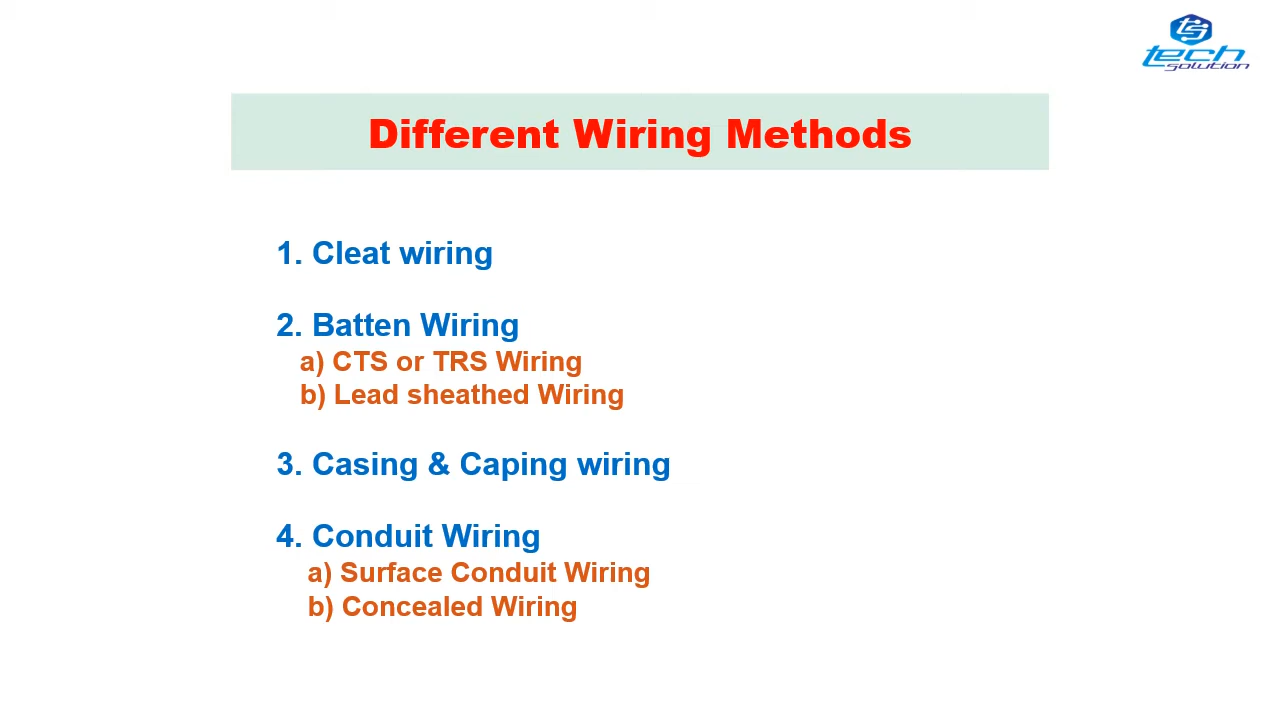 ts
tech
solution
Different Wiring Methods
1. Cleat wiring
2. Batten Wiring
a) CTS or TRS Wiring
b) Lead sheathed Wiring
3. Casing & Caping wiring
4. Conduit Wiring
a) Surface Conduit Wiring
b) Concealed Wiring